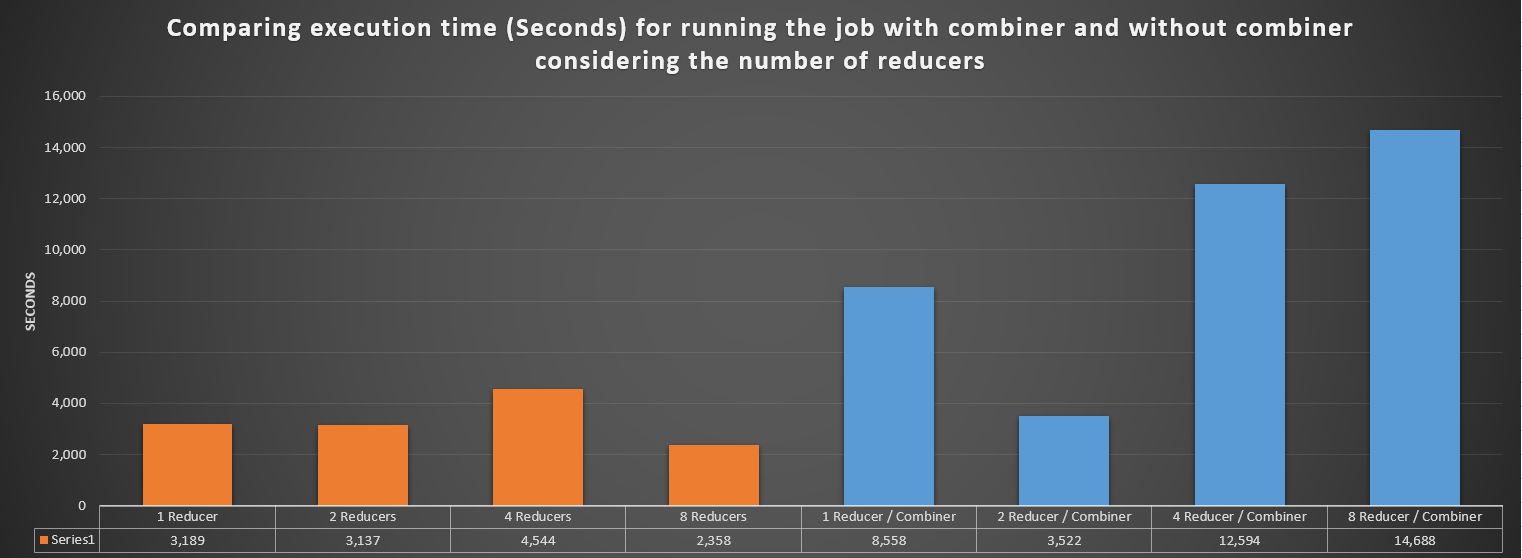 Comparing execution time (Seconds) for running the job with combiner and without combiner
considering the number of reducers
16,000
14,000
12,000
10,000
8,000
6,000
4,000
2,000
0
SECONDS
1 Reducer 2 Reducers 4 Reducers 8 Reducers 1 Reducer / Combiner 2 Reducer / Combiner 4 Reducer / Combiner 8 Reducer / Combiner
Series1 3,189 3,137 4,544 2,358 8,558 3,522 12,594 14,688